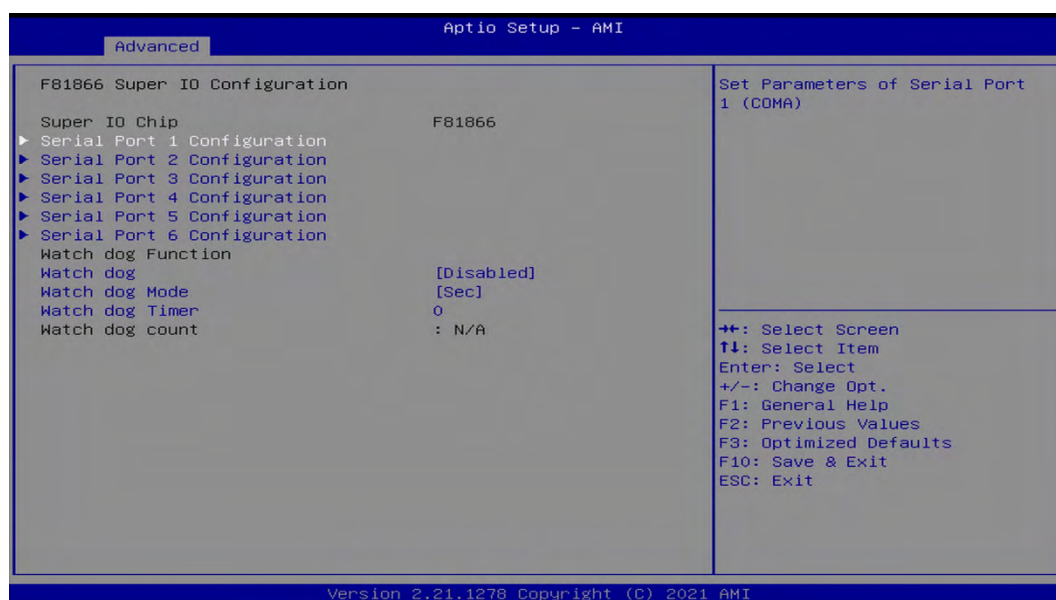 Aptio Setup – AMI
Advanced
F81866 Super IO Configuration
Super IO Chip F81866
▶ Serial Port 1 Configuration
▶ Serial Port 2 Configuration
▶ Serial Port 3 Configuration
▶ Serial Port 4 Configuration
▶ Serial Port 5 Configuration
▶ Serial Port 6 Configuration
Watch dog Function
Watch dog [Disabled]
Watch dog Mode [Sec]
Watch dog Timer 0
Watch dog count : N/A
Set Parameters of Serial Port
1 (COMA)
→←: Select Screen
↑↓: Select Item
Enter: Select
+/-: Change Opt.
F1: General Help
F2: Previous Values
F3: Optimized Defaults
F10: Save & Exit
ESC: Exit
Version 2.21.1278 Copyright (C) 2021 AMI